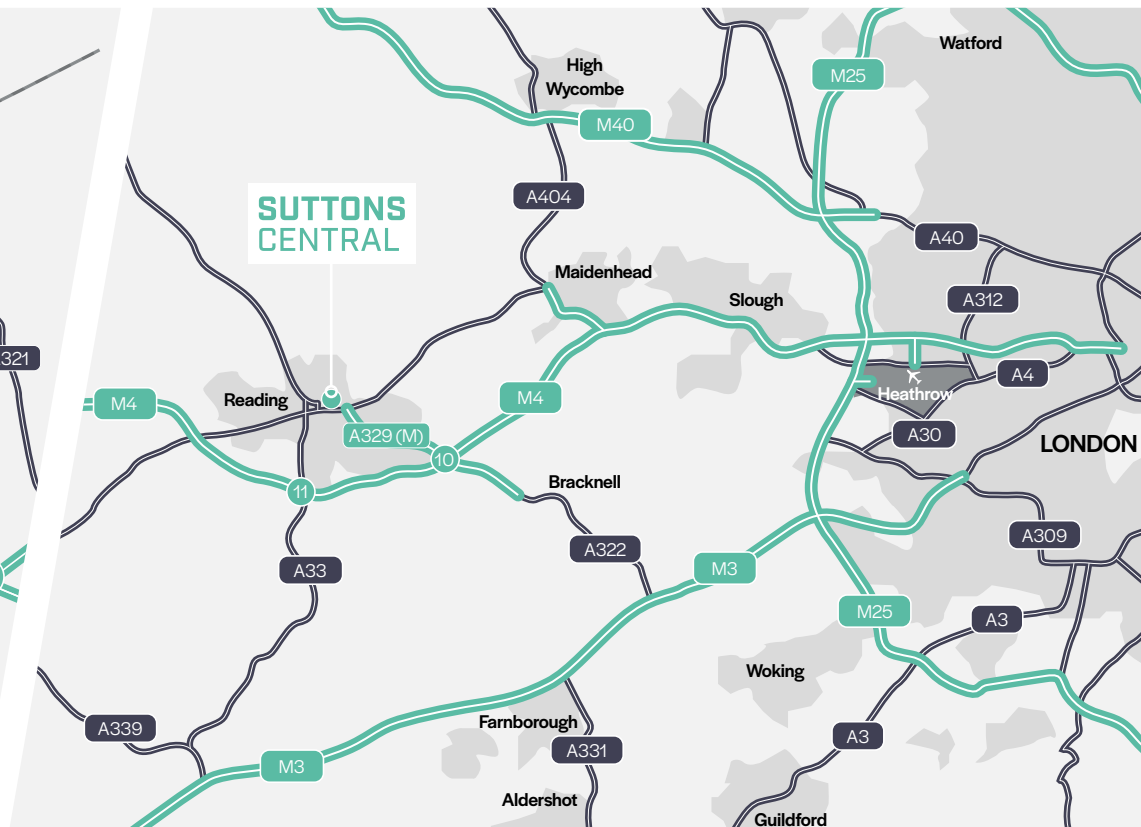 Watford
High
Wycombe
M25
M40
A404
SUTTONS
CENTRAL
A40
Maidenhead
Slough
A312
321
A4
Heathrow
M4
Reading
M4
A329 (M)
A30
LONDON
10
Bracknell
11
A33
A322
M3
A309
M25
A3
Woking
A339
Farnborough
A331
A3
M3
Aldershot
Guildford